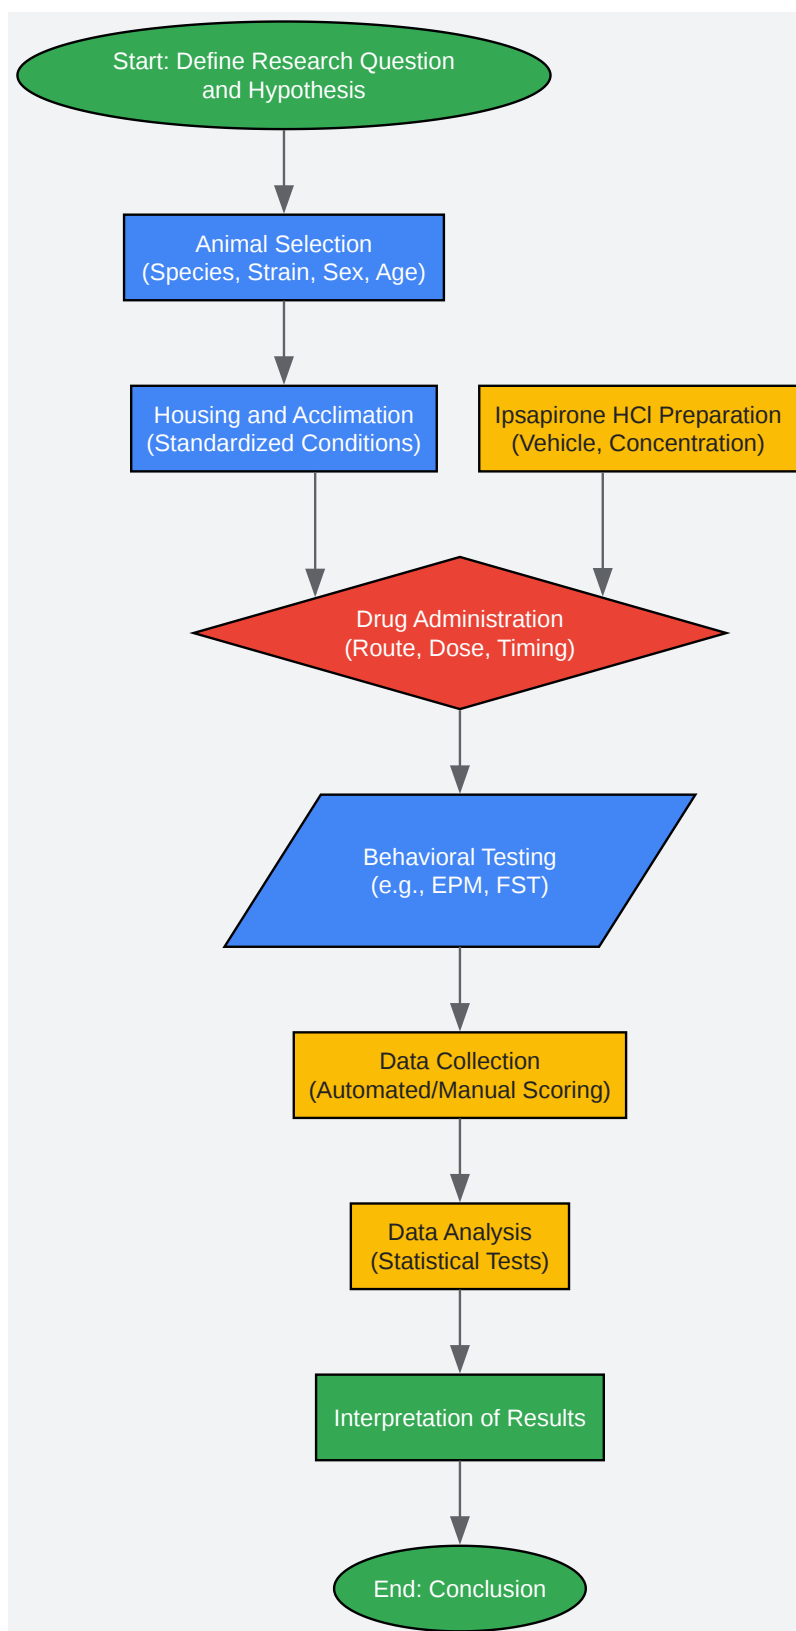 Start: Define Research Question
and Hypothesis
Animal Selection
(Species, Strain, Sex, Age)
Housing and Acclimation
(Standardized Conditions)
Ipsapirone HCl Preparation
(Vehicle, Concentration)
Drug Administration
(Route, Dose, Timing)
Behavioral Testing
(e.g., EPM, FST)
Data Collection
(Automated/Manual Scoring)
Data Analysis
(Statistical Tests)
Interpretation of Results
End: Conclusion